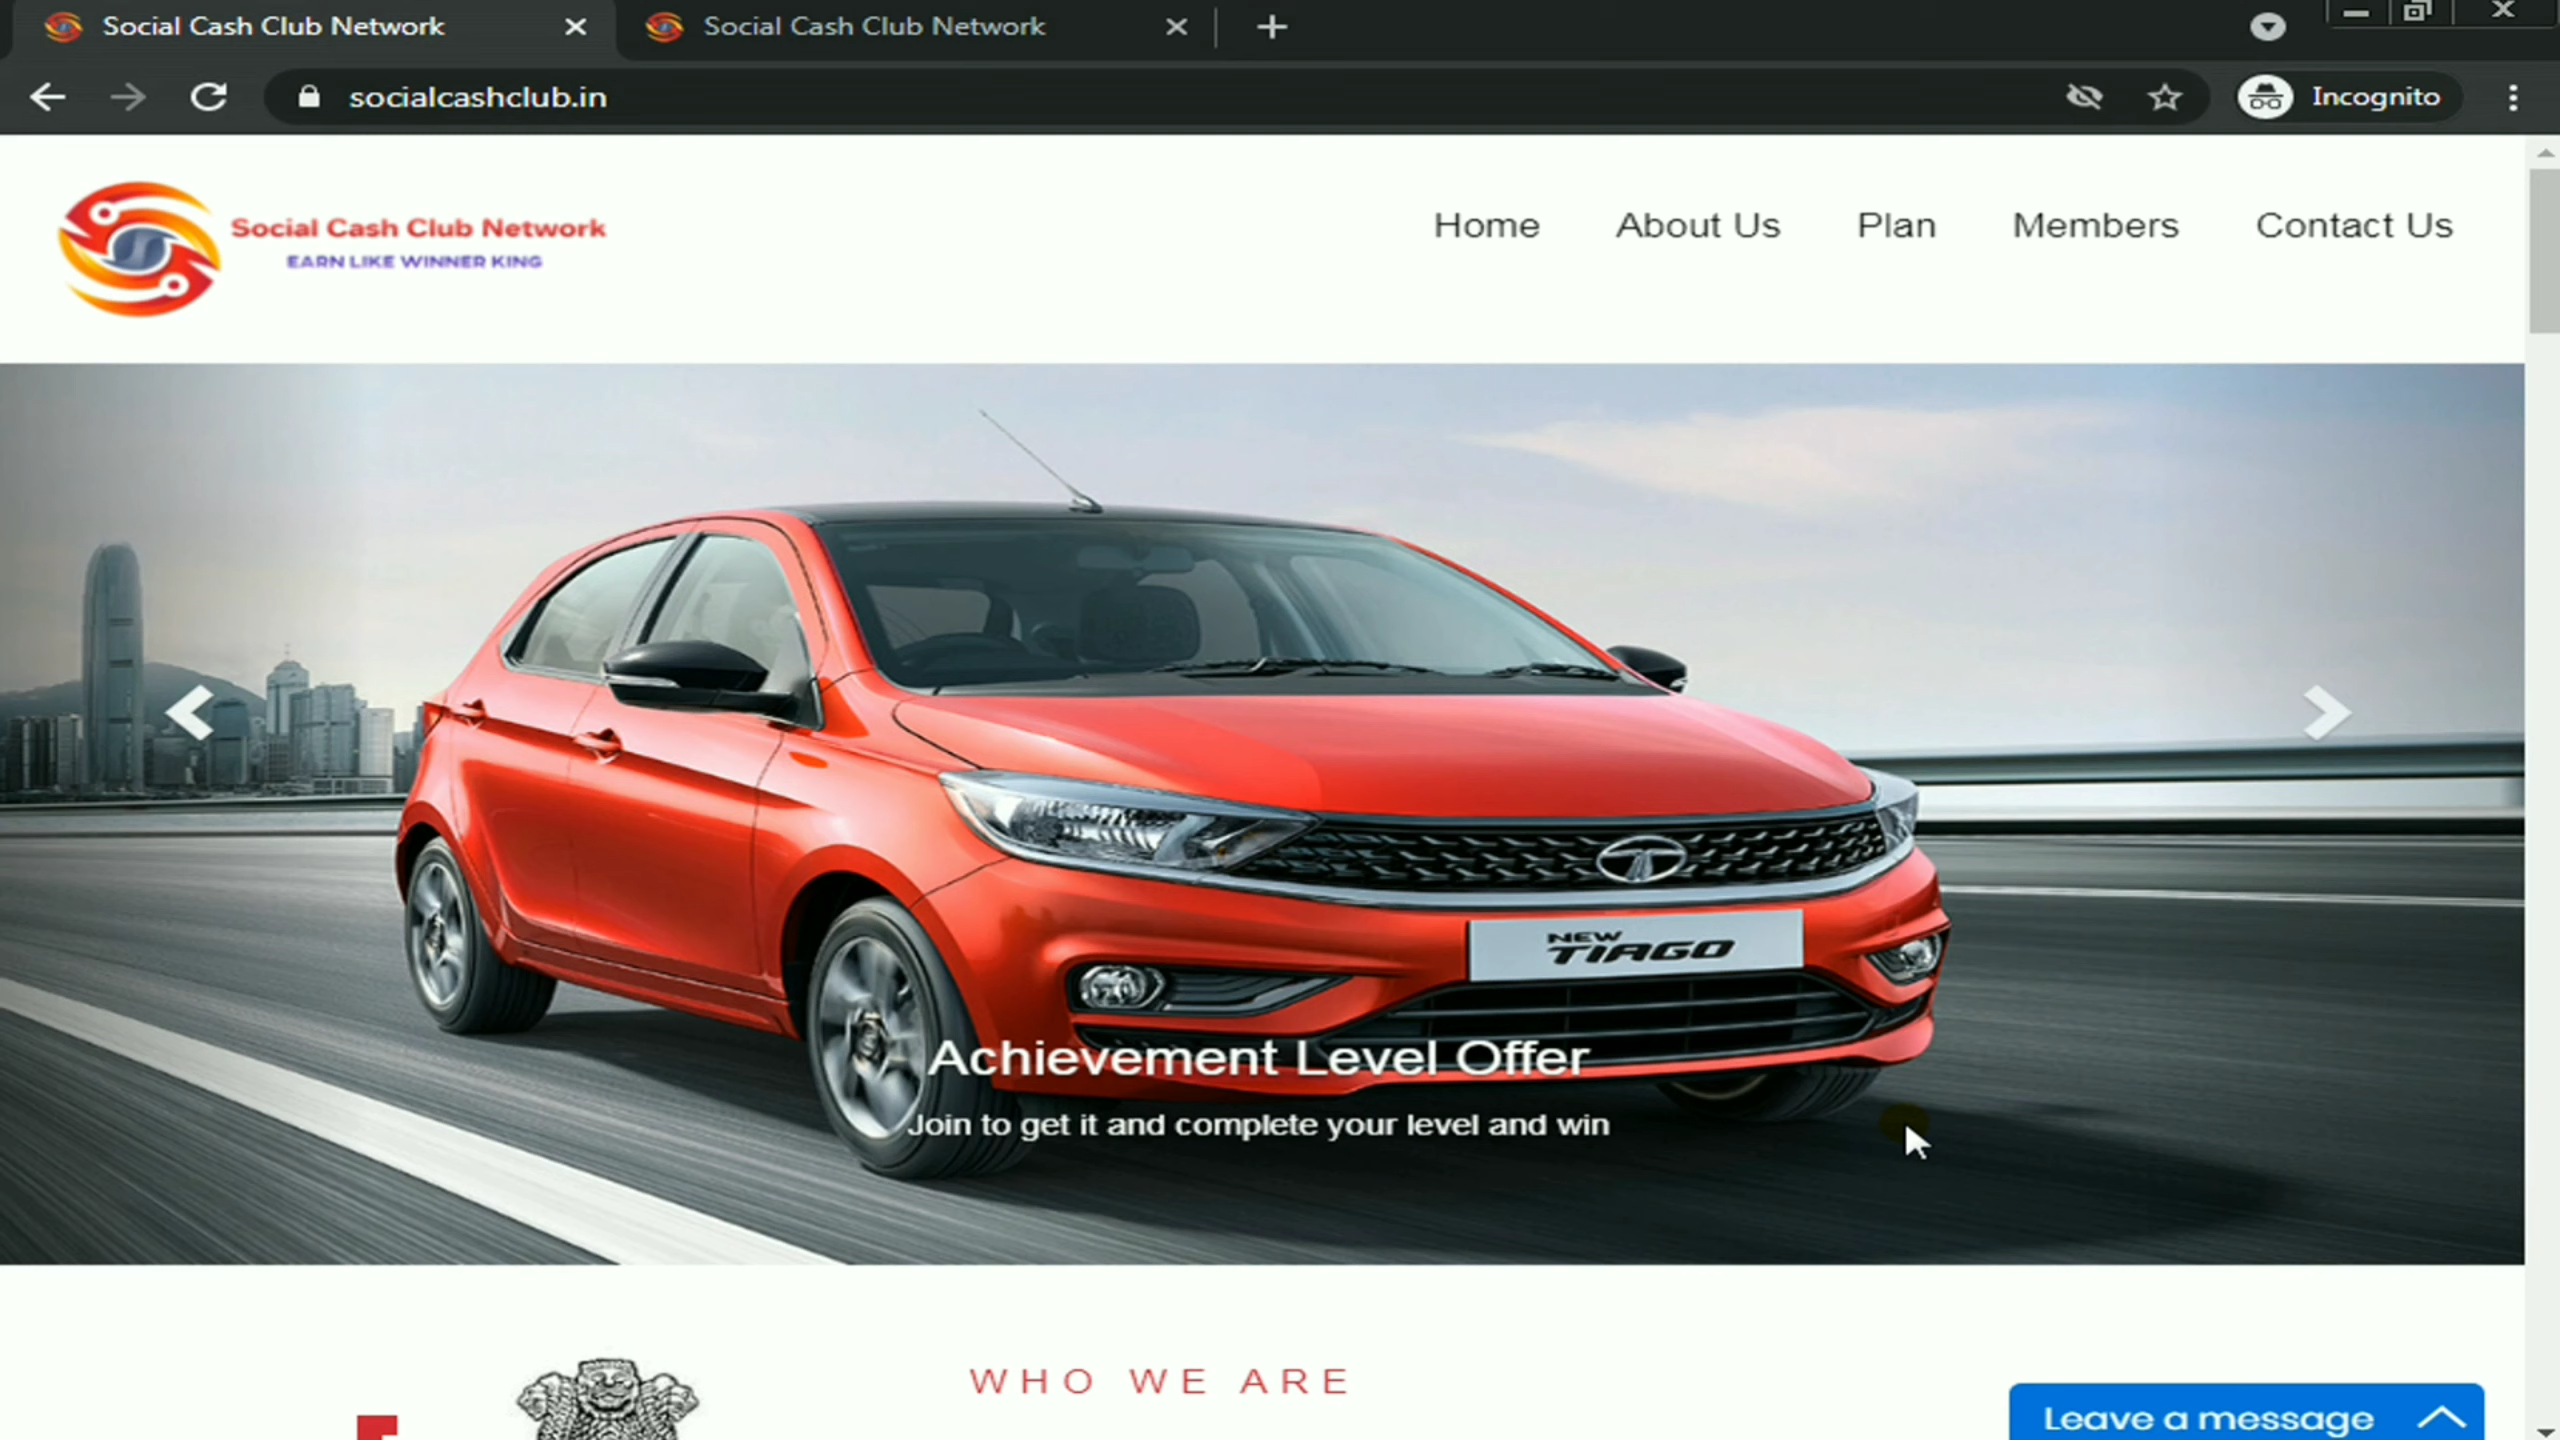 Social Cash Club Network
Social Cash Club Network
socialcashclub.in
Incognito
Social Cash Club Network
EARN LIKE WINNER KING
Home
About Us
Plan
Members
Contact Us
NEW
TIAGO
Achievement Level Offer
Join to get it and complete your level and win
WHO WE ARE
Leave a message